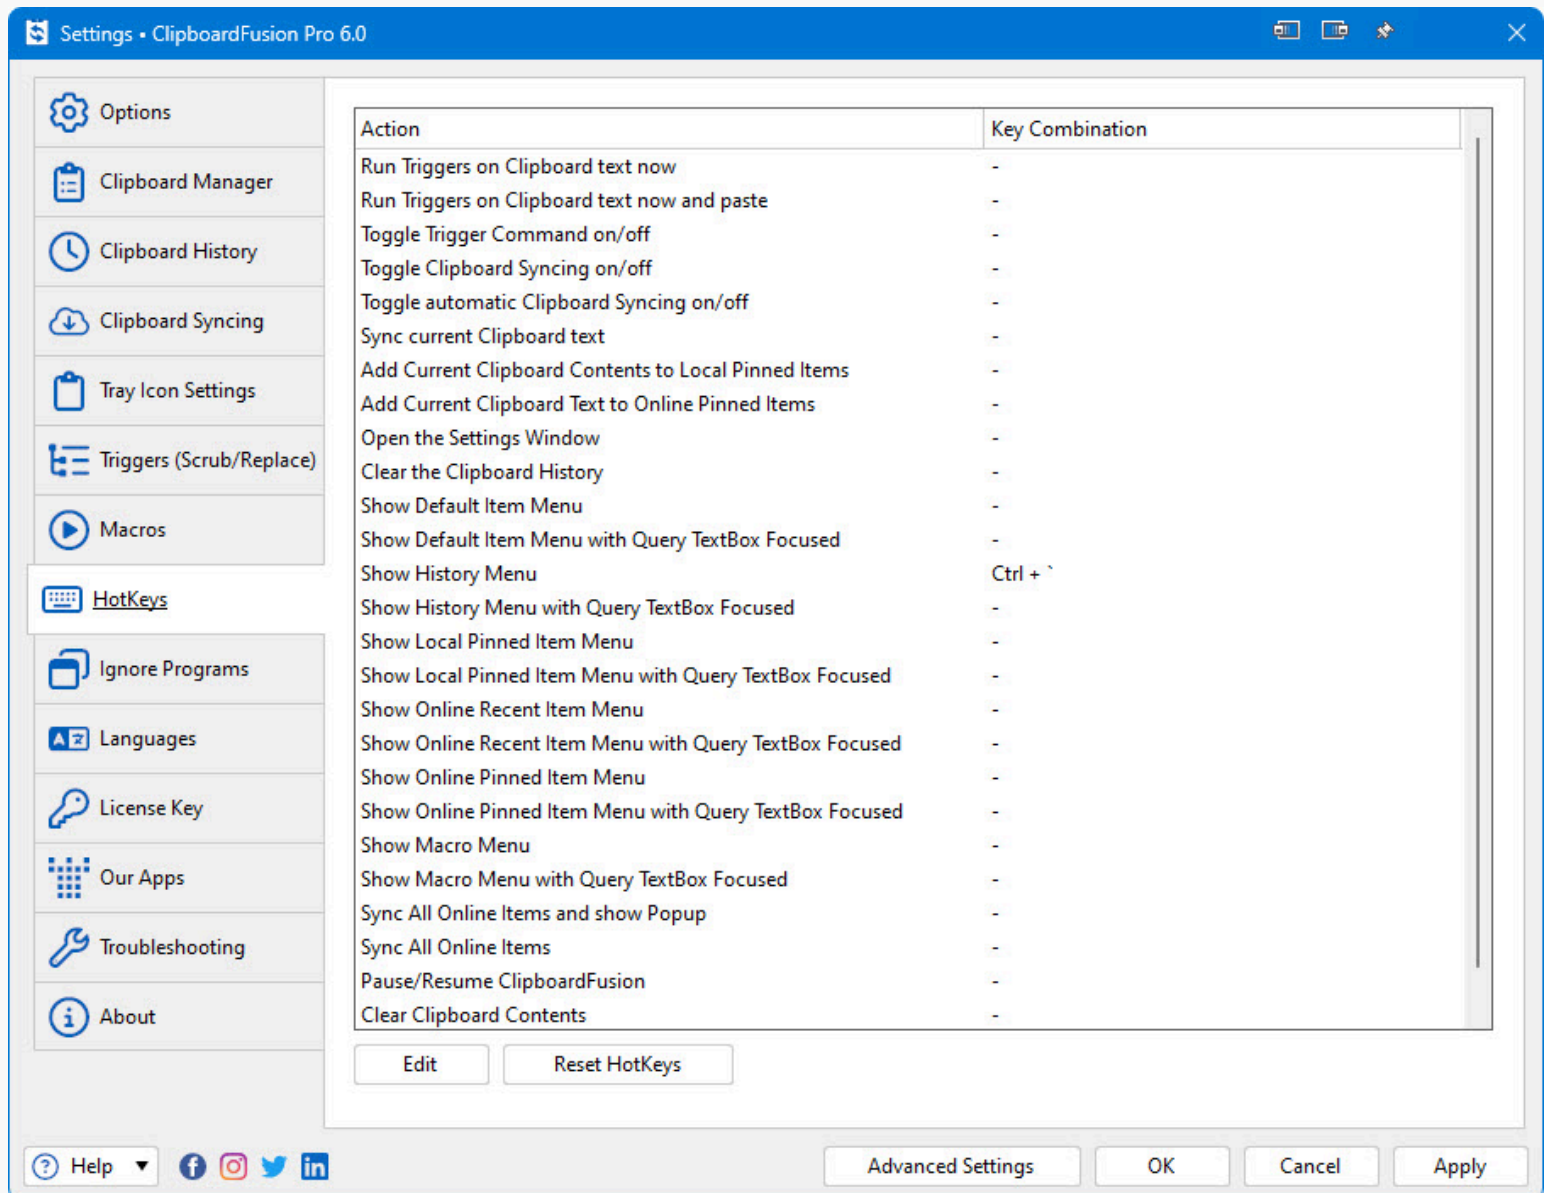 Settings • ClipboardFusion Pro 6.0
Options
Clipboard Manager
Clipboard History
Clipboard Syncing
Tray Icon Settings
Triggers (Scrub/Replace)
Macros
HotKeys
Ignore Programs
Languages
License Key
Our Apps
Troubleshooting
About
Action Key Combination
Run Triggers on Clipboard text now -
Run Triggers on Clipboard text now and paste -
Toggle Trigger Command on/off -
Toggle Clipboard Syncing on/off -
Toggle automatic Clipboard Syncing on/off -
Sync current Clipboard text -
Add Current Clipboard Contents to Local Pinned Items -
Add Current Clipboard Text to Online Pinned Items -
Open the Settings Window -
Clear the Clipboard History -
Show Default Item Menu -
Show Default Item Menu with Query TextBox Focused -
Show History Menu Ctrl + `
Show History Menu with Query TextBox Focused -
Show Local Pinned Item Menu -
Show Local Pinned Item Menu with Query TextBox Focused -
Show Online Recent Item Menu -
Show Online Recent Item Menu with Query TextBox Focused -
Show Online Pinned Item Menu -
Show Online Pinned Item Menu with Query TextBox Focused -
Show Macro Menu -
Show Macro Menu with Query TextBox Focused -
Sync All Online Items and show Popup -
Sync All Online Items -
Pause/Resume ClipboardFusion -
Clear Clipboard Contents -
Edit Reset HotKeys
Help Advanced Settings OK Cancel Apply